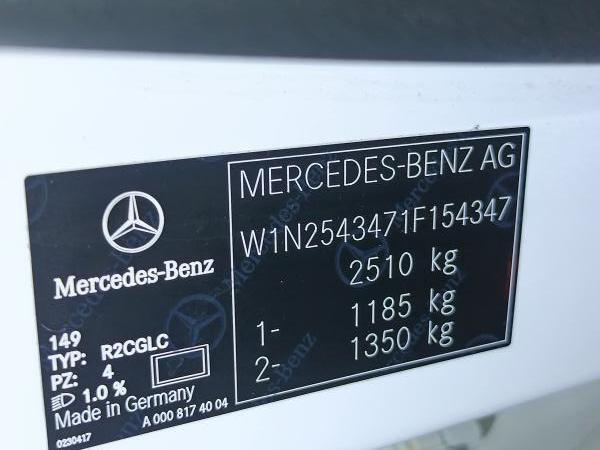 Mercedes-Benz
149
TYP: R2CGLC
PZ: 4
1.0 %
Made in Germany
0230417
A 000 817 40 04
MERCEDES-BENZ AG
W1N2543471F154347
2510 kg
1- 1185 kg
2- 1350 kg